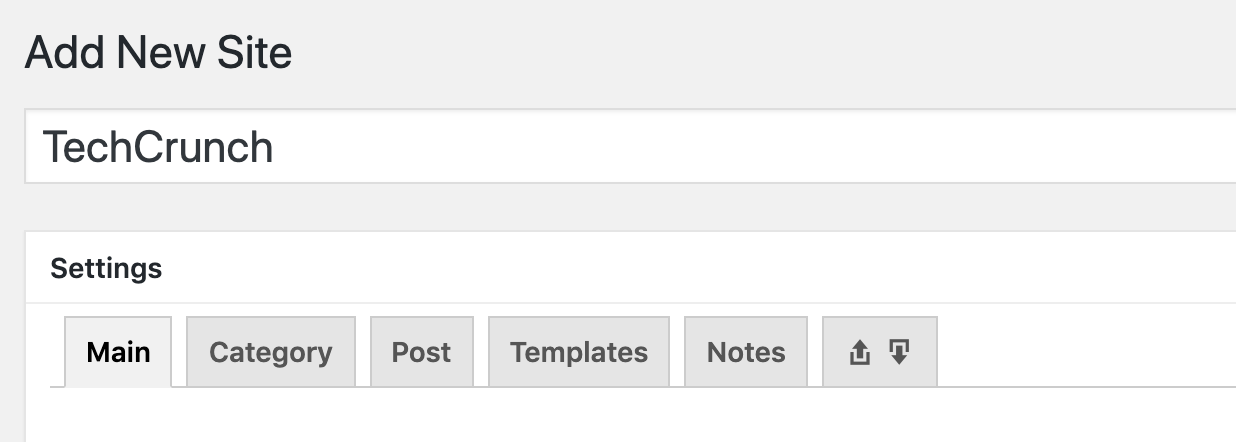 Add New Site
TechCrunch
Settings
Main Category Post Templates Notes